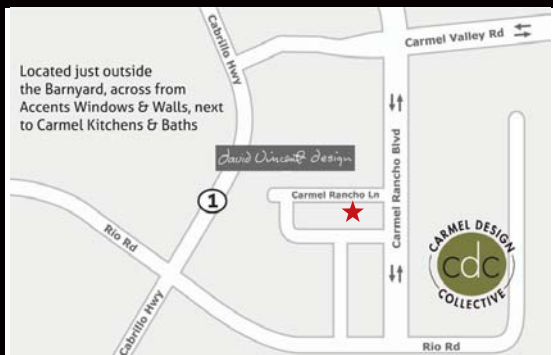 Cabrillo Hwy
Carmel Valley Rd
Located just outside
the Barnyard, across from
Accents Windows & Walls, next
to Carmel Kitchens & Baths
david Vincent design
Carmel Rancho Blvd
Carmel Rancho Ln
1
Rio Rd
CARMEL DESIGN
cdc
COLLECTIVE
Cabrillo Hwy
Rio Rd